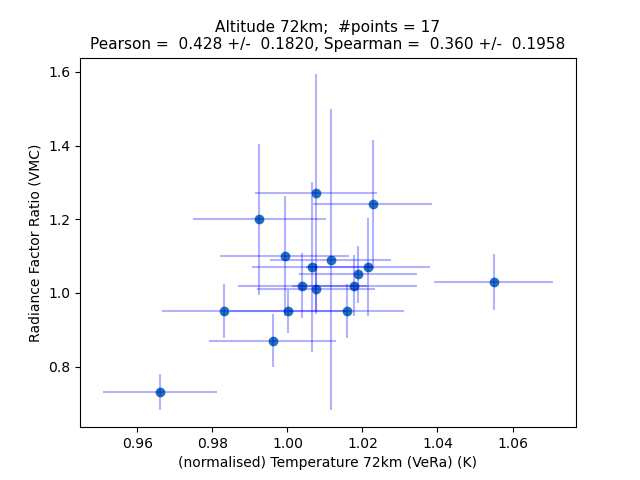 Altitude 72km;  #points = 17
Pearson =  0.428 +/-  0.1820, Spearman =  0.360 +/-  0.1958
Radiance Factor Ratio (VMC)
1.6
1.4
1.2
1.0
0.8
0.96 0.98 1.00 1.02 1.04 1.06
(normalised) Temperature 72km (VeRa) (K)